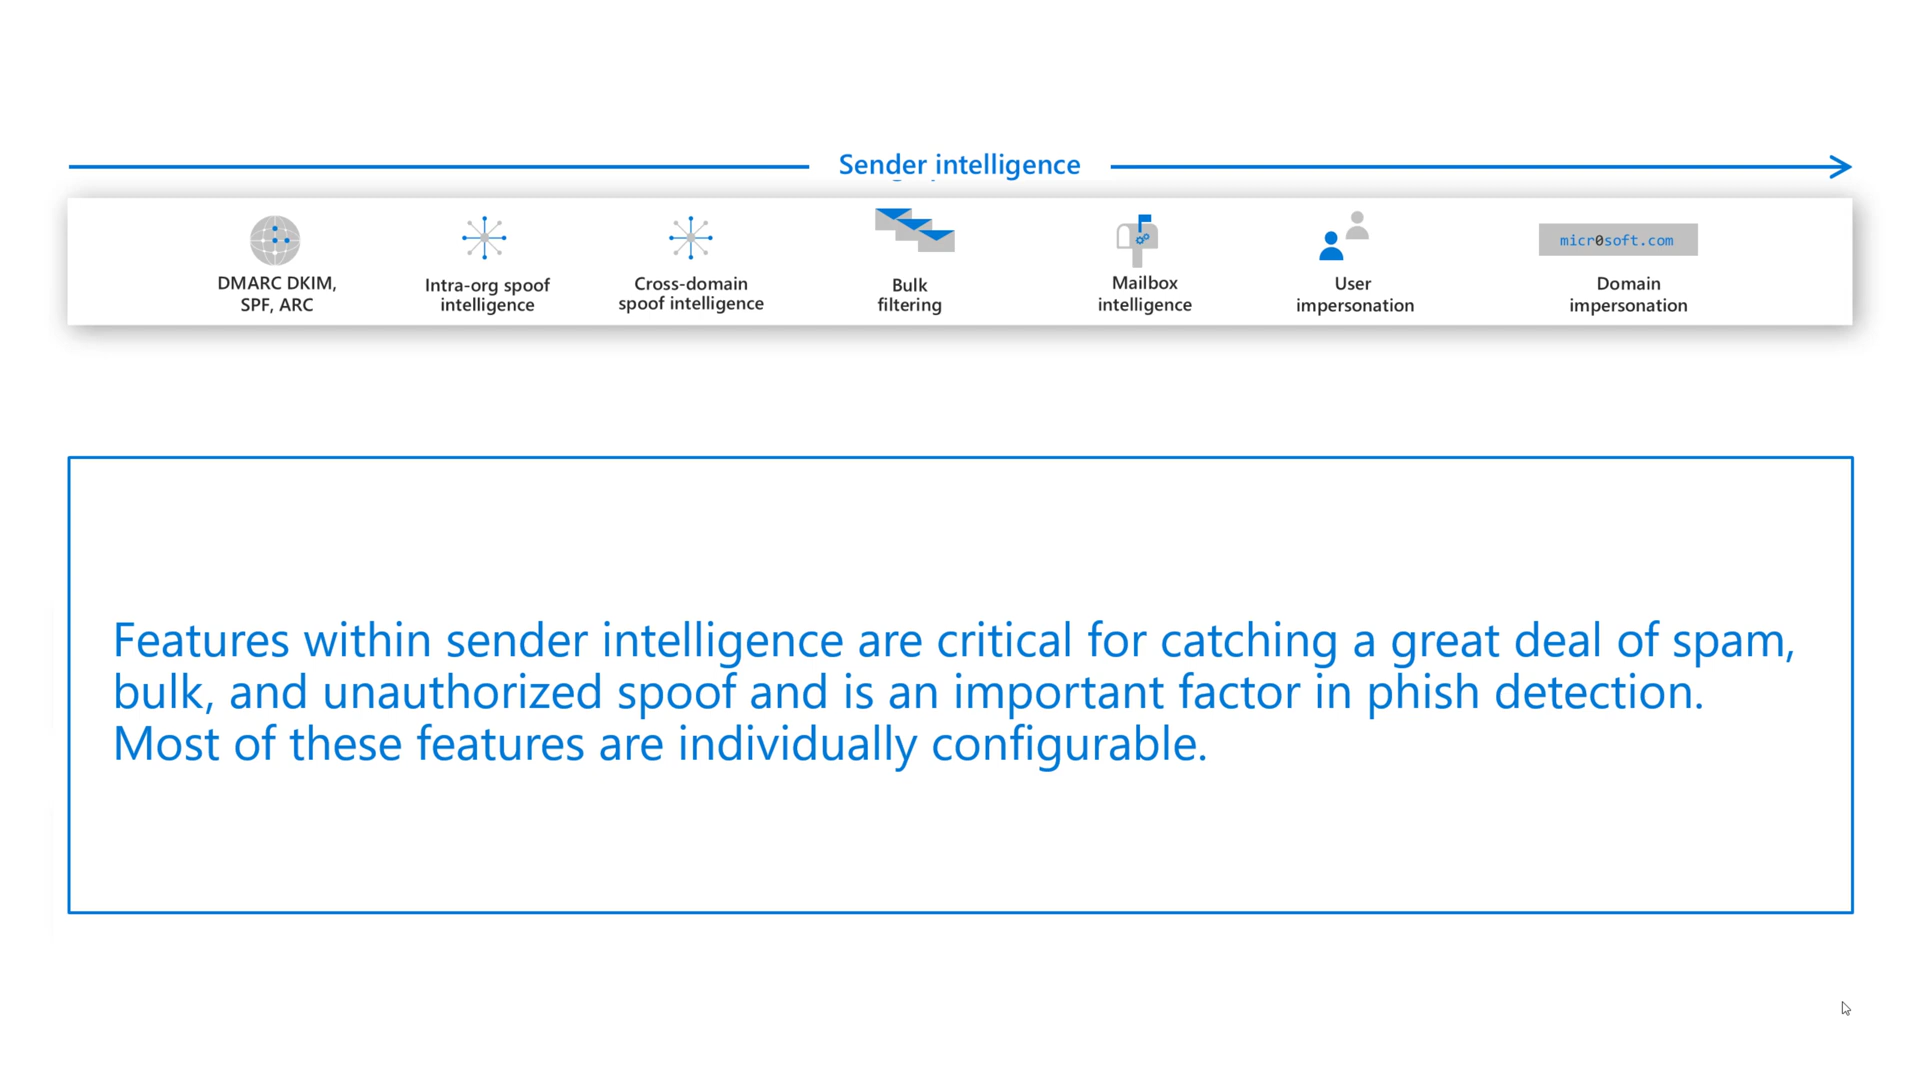 Sender intelligence
DMARC DKIM,
SPF, ARC
Intra-org spoof
intelligence
Cross-domain
spoof intelligence
Bulk
filtering
Mailbox
intelligence
User
impersonation
micr0soft.com
Domain
impersonation
Features within sender intelligence are critical for catching a great deal of spam,
bulk, and unauthorized spoof and is an important factor in phish detection.
Most of these features are individually configurable.